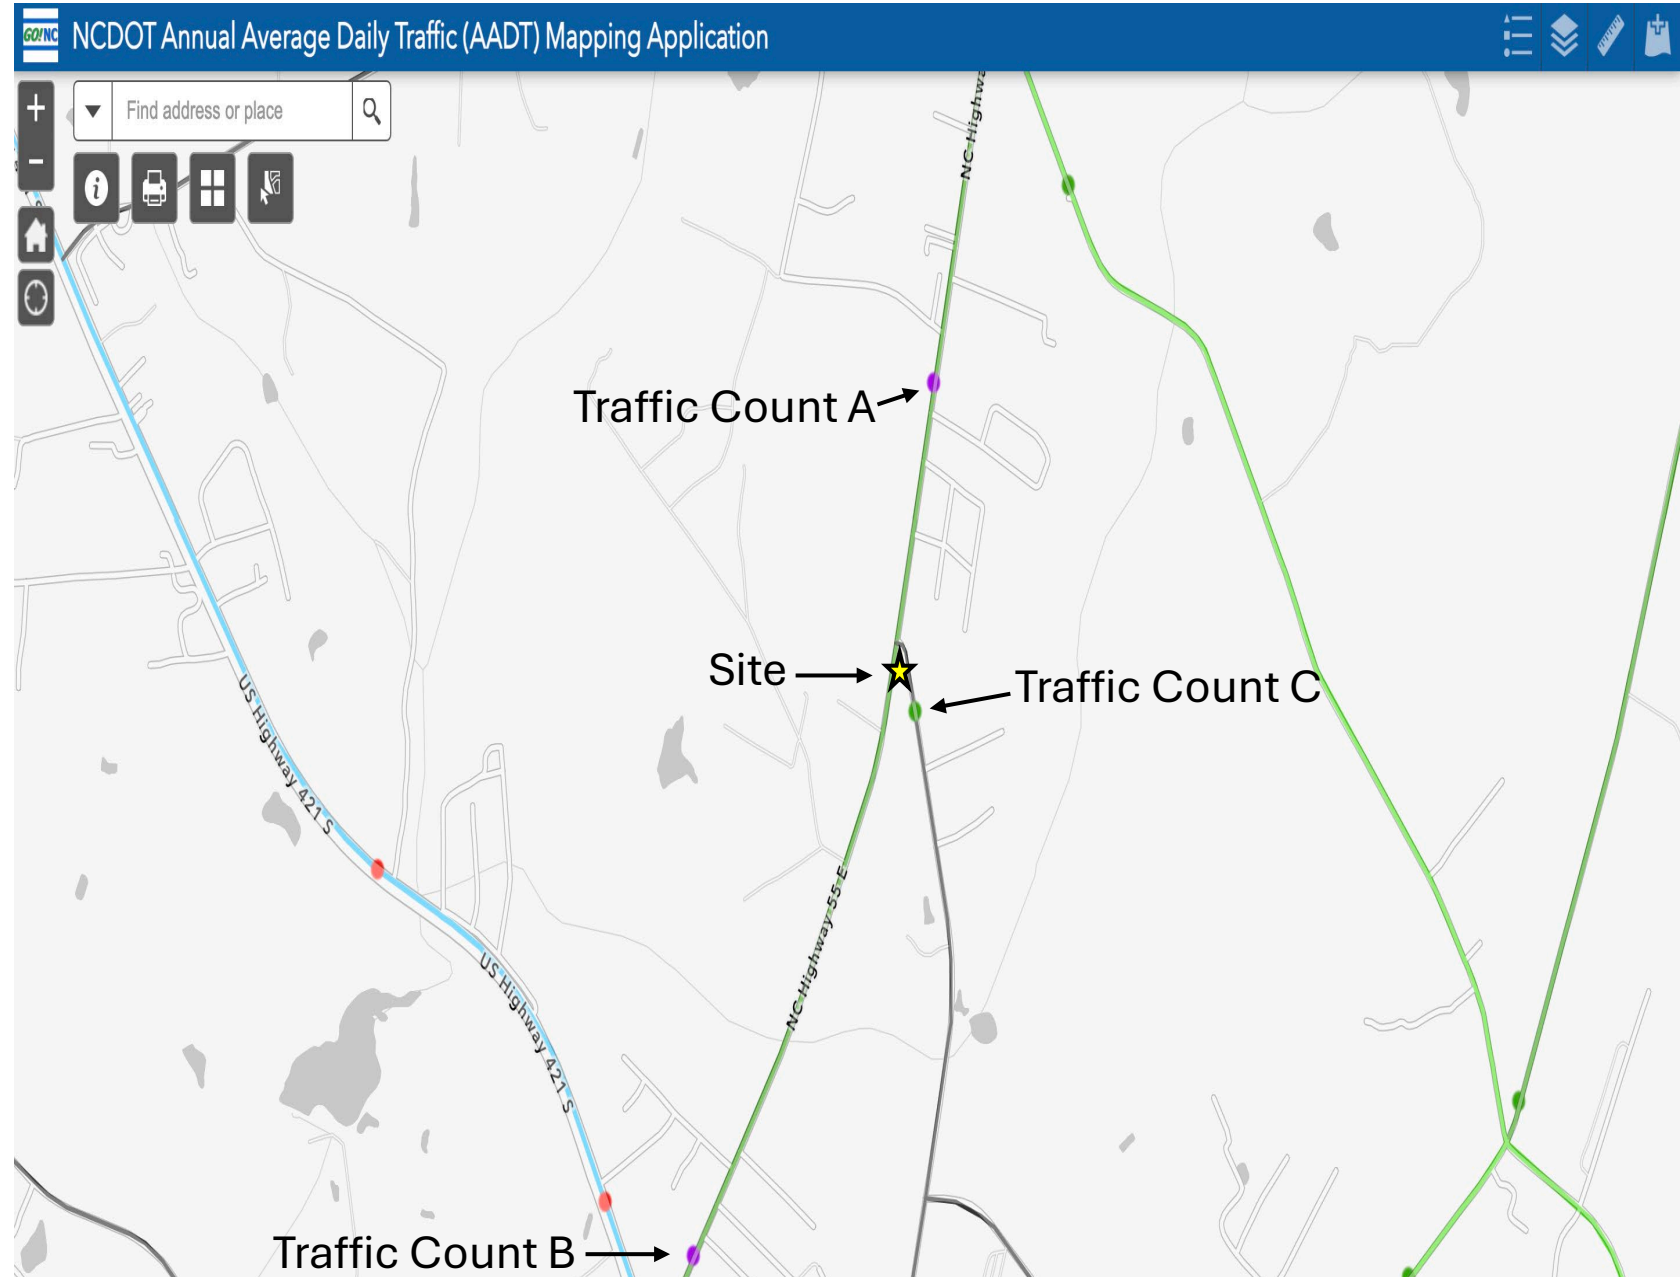 GO!NC NCDOT Annual Average Daily Traffic (AADT) Mapping Application
Find address or place
NC Highwa
Traffic Count A
Site
Traffic Count C
US Highway 421 S
NC Highway 55 E
US Highway 421 S
Traffic Count B